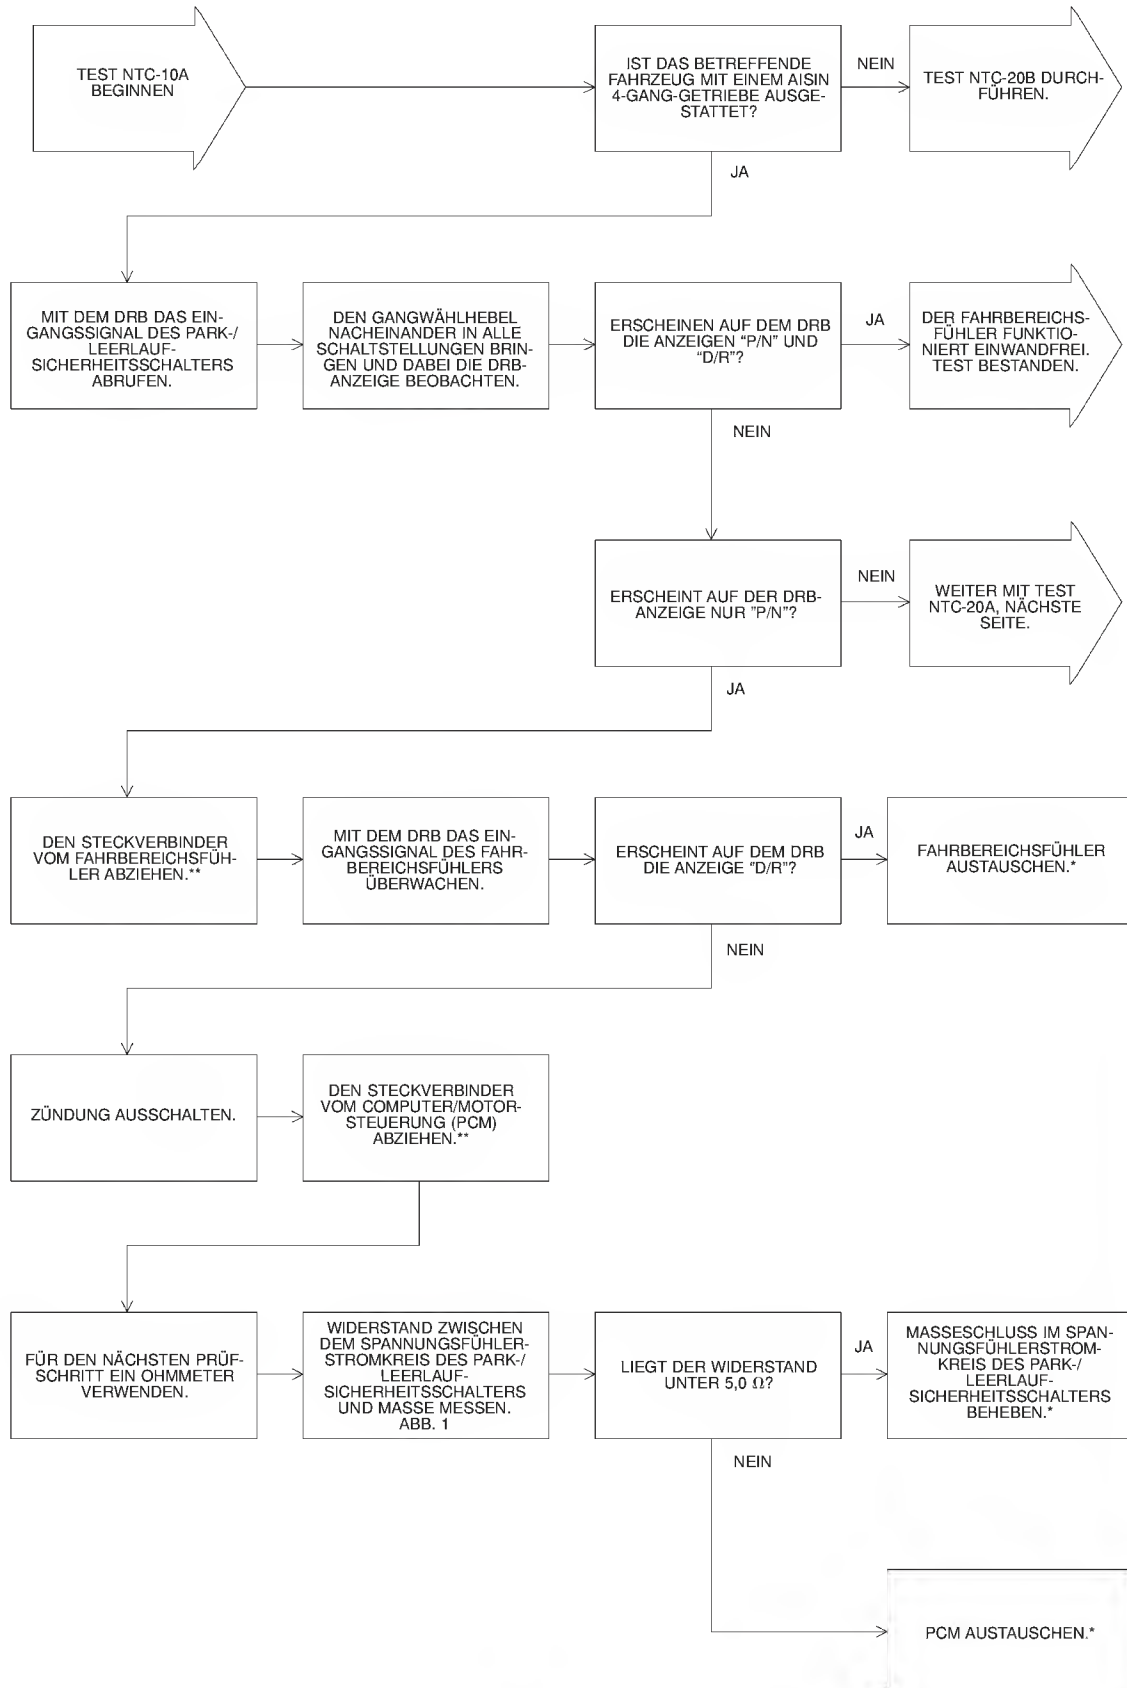 TEST NTC-10A
BEGINNEN
IST DAS BETREFFENDE
FAHRZEUG MIT EINEM AISIN
4-GANG-GETRIEBE AUSGE-
STATTET?
NEIN
TEST NTC-20B DURCH-
FÜHREN.
JA
MIT DEM DRB DAS EIN-
GANGSSIGNAL DES PARK-/
LEERLAUF-
SICHERHEITSSCHALTERS
ABRUFEN.
DEN GANGWÄHLHEBEL
NACHEINANDER IN ALLE
SCHALTSTELLUNGEN BRIN-
GEN UND DABEI DIE DRB-
ANZEIGE BEOBACHTEN.
ERSCHEINEN AUF DEM DRB
DIE ANZEIGEN “P/N” UND
“D/R”?
JA
DER FAHRBEREICHS-
FÜHLER FUNKTIO-
NIERT EINWANDFREI.
TEST BESTANDEN.
NEIN
ERSCHEINT AUF DER DRB-
ANZEIGE NUR ”P/N”?
NEIN
WEITER MIT TEST
NTC-20A, NÄCHSTE
SEITE.
JA
DEN STECKVERBINDER
VOM FAHRBEREICHSFÜH-
LER ABZIEHEN.**
MIT DEM DRB DAS EIN-
GANGSSIGNAL DES FAHR-
BEREICHSFÜHLERS
ÜBERWACHEN.
ERSCHEINT AUF DEM DRB
DIE ANZEIGE “D/R”?
JA
FAHRBEREICHSFÜHLER
AUSTAUSCHEN.*
NEIN
ZÜNDUNG AUSSCHALTEN.
DEN STECKVERBINDER
VOM COMPUTER/MOTOR-
STEUERUNG (PCM)
ABZIEHEN.**
FÜR DEN NÄCHSTEN PRÜF-
SCHRITT EIN OHMMETER
VERWENDEN.
WIDERSTAND ZWISCHEN
DEM SPANNUNGSFÜHLER-
STROMKREIS DES PARK-/
LEERLAUF-
SICHERHEITSSCHALTERS
UND MASSE MESSEN.
ABB. 1
LIEGT DER WIDERSTAND
UNTER 5,0 Ω?
JA
MASSESCHLUSS IM SPAN-
NUNGSFÜHLERSTROM-
KREIS DES PARK-/
LEERLAUF-
SICHERHEITSSCHALTERS
BEHEBEN.*
NEIN
PCM AUSTAUSCHEN.*